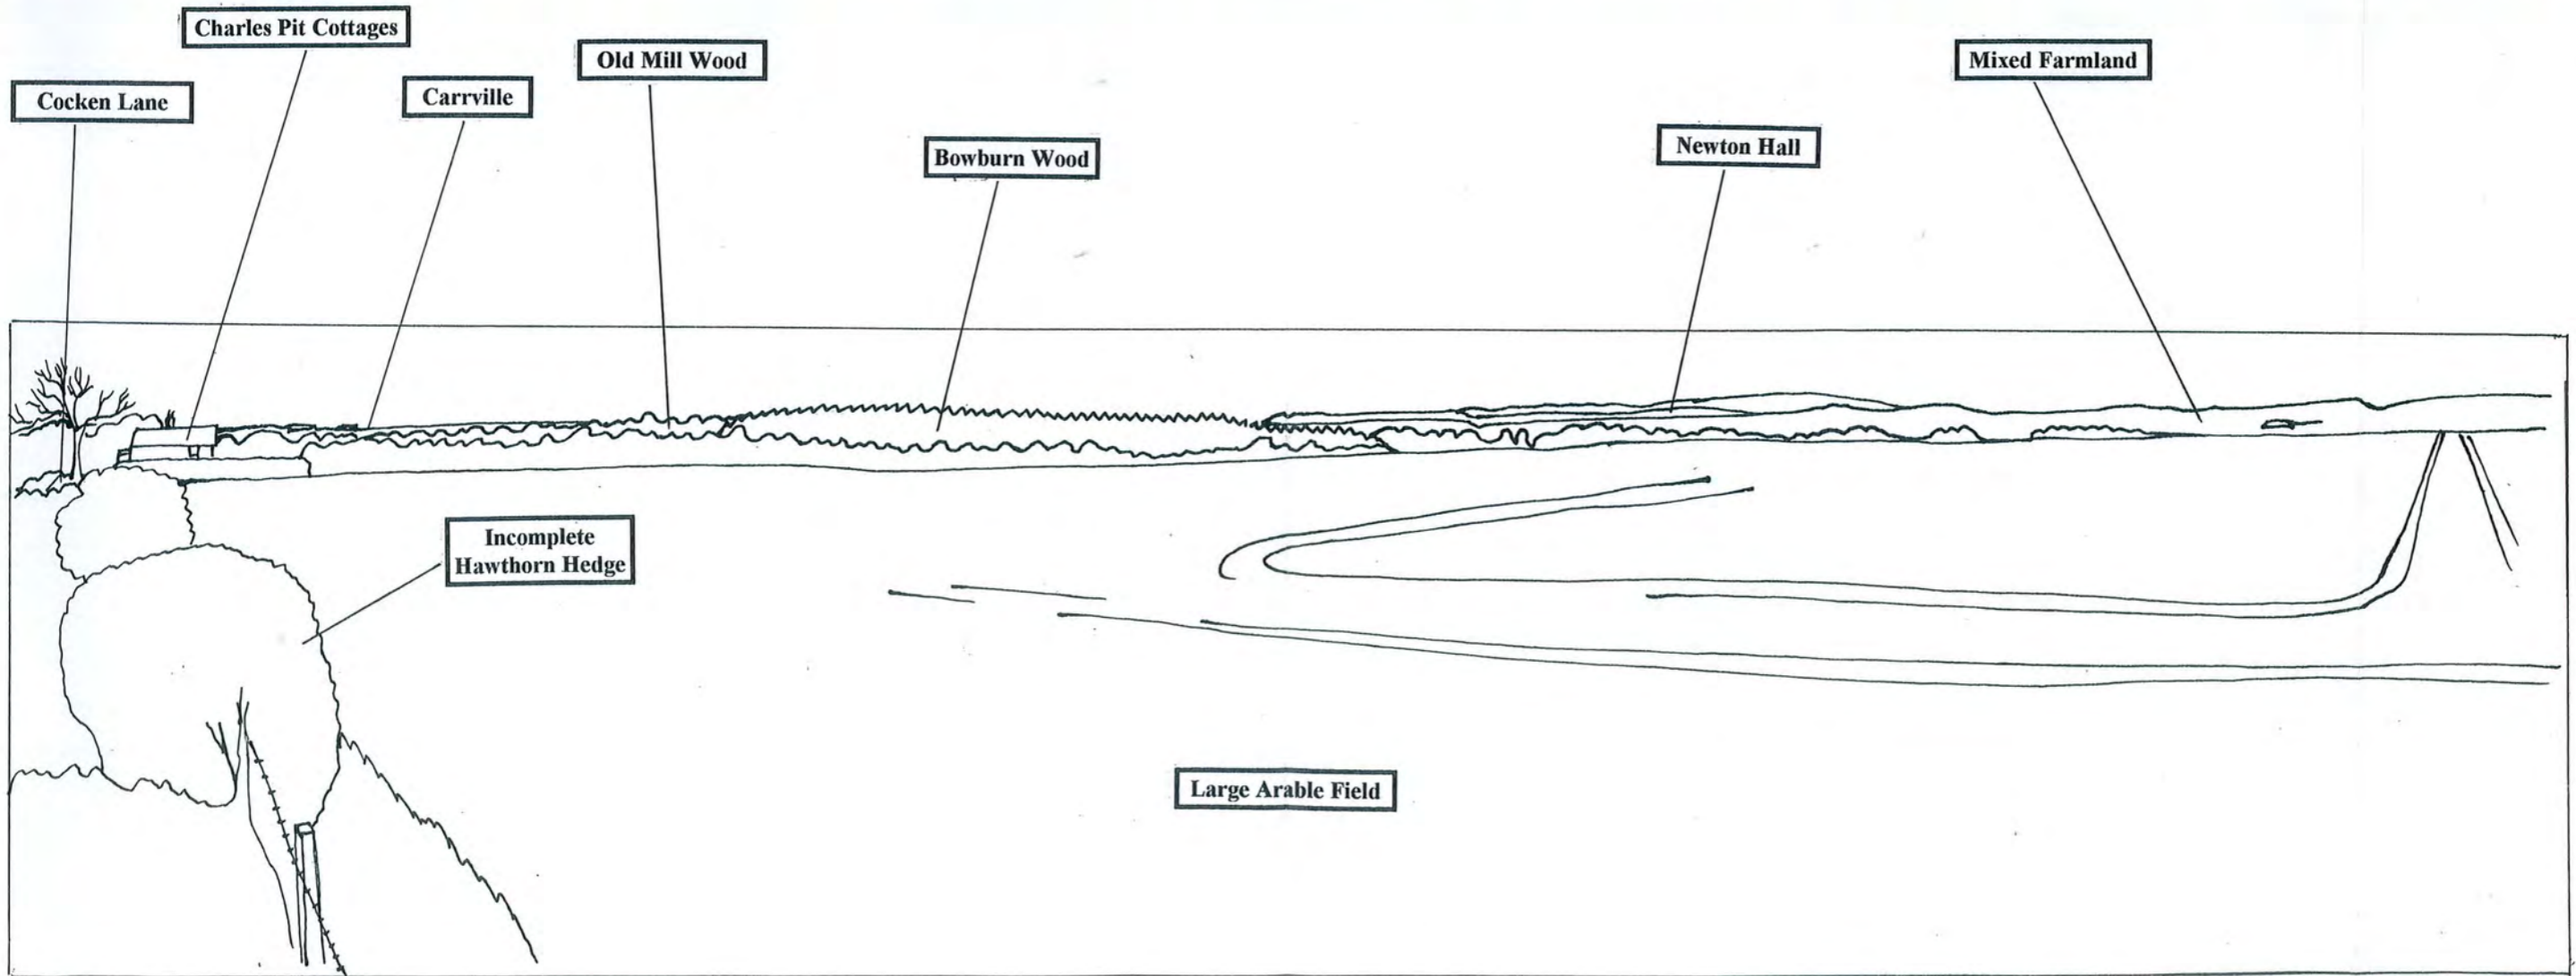 Charles Pit Cottages
Cocken Lane
Carrville
Old Mill Wood
Bowburn Wood
Newton Hall
Mixed Farmland
Incomplete
Hawthorn Hedge
Large Arable Field